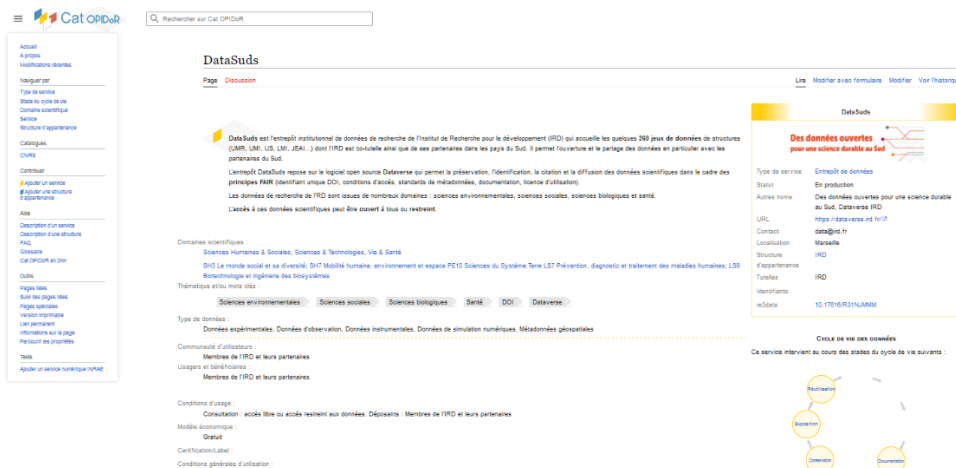 Cat OPIDoR
Rechercher sur Cat OPIDoR
Accueil
A propos
Modifications récentes
Naviguer par
Type de service
Stade du cycle de vie
Domaine scientifique
Service
Structure d'appartenance
Catalogues
CNRS
Contribuer
Ajouter un service
Ajouter une structure
d'appartenance
Aide
Description d'un service
Description d'une structure
FAQ
Glossaire
Cat OPIDoR en 2mn
Outils
Pages liées
Suivi des pages liées
Pages spéciales
Version imprimable
Lien permanent
Informations sur la page
Parcourir les propriétés
Tests
Ajouter un service numérique INRAE
DataSuds
Page Discussion
Lire Modifier avec formulaire Modifier Voir l'historiq
DataSuds est l'entrepôt institutionnel de données de recherche de l'Institut de Recherche pour le développement (IRD) qui accueille les quelques 260 jeux de données de structures
(UMR, UMI, US, LMI, JEAI...) dont l'IRD est co-tutelle ainsi que de ses partenaires dans les pays du Sud. Il permet l'ouverture et le partage des données en particulier avec les
partenaires du Sud.
L'entrepôt DataSuds repose sur le logiciel open source Dataverse qui permet la préservation, l'identification, la citation et la diffusion des données scientifiques dans le cadre des
principes FAIR (identifiant unique DOI, conditions d'accès, standards de métadonnées, documentation, licence d'utilisation).
Les données de recherche de l'IRD sont issues de nombreux domaines : sciences environnementales, sciences sociales, sciences biologiques et santé.
L'accès à ces données scientifiques peut être ouvert à tous ou restreint.
Domaines scientifiques :
Sciences Humaines & Sociales, Sciences & Technologies, Vie & Santé
SH3 Le monde social et sa diversité; SH7 Mobilité humaine, environnement et espace PE10 Sciences du Système Terre LS7 Prévention, diagnostic et traitement des maladies humaines; LS9
Biotechnologie et ingénierie des biosystèmes
Thématique et/ou mots clés :
Sciences environnementales Sciences sociales Sciences biologiques Santé DOI Dataverse
Type de données :
Données expérimentales, Données d'observation, Données instrumentales, Données de simulation numériques, Métadonnées géospatiales
Communauté d'utilisateurs :
Membres de l'IRD et leurs partenaires
Usagers et bénéficiaires :
Membres de l'IRD et leurs partenaires
Conditions d'usage :
Consultation : accès libre ou accès restreint aux données. Déposants : Membres de l'IRD et leurs partenaires
Modèle économique :
Gratuit
Certification/Label :
Conditions générales d'utilisation :
DataSuds
Des données ouvertes
pour une science durable au Sud
Type de service Entrepôt de données
Statut En production
Autres noms Des données ouvertes pour une science durable
au Sud, Dataverse IRD
URL https://dataverse.ird.fr/
Contact data@ird.fr
Localisation Marseille
Structure IRD
d'appartenance
Tutelles IRD
Identifiants
re3data 10.17616/R31NJMMM
Cycle de vie des données
Ce service intervient au cours des stades du cycle de vie suivants :
Réutilisation
Exposition
Conservation
Documentation